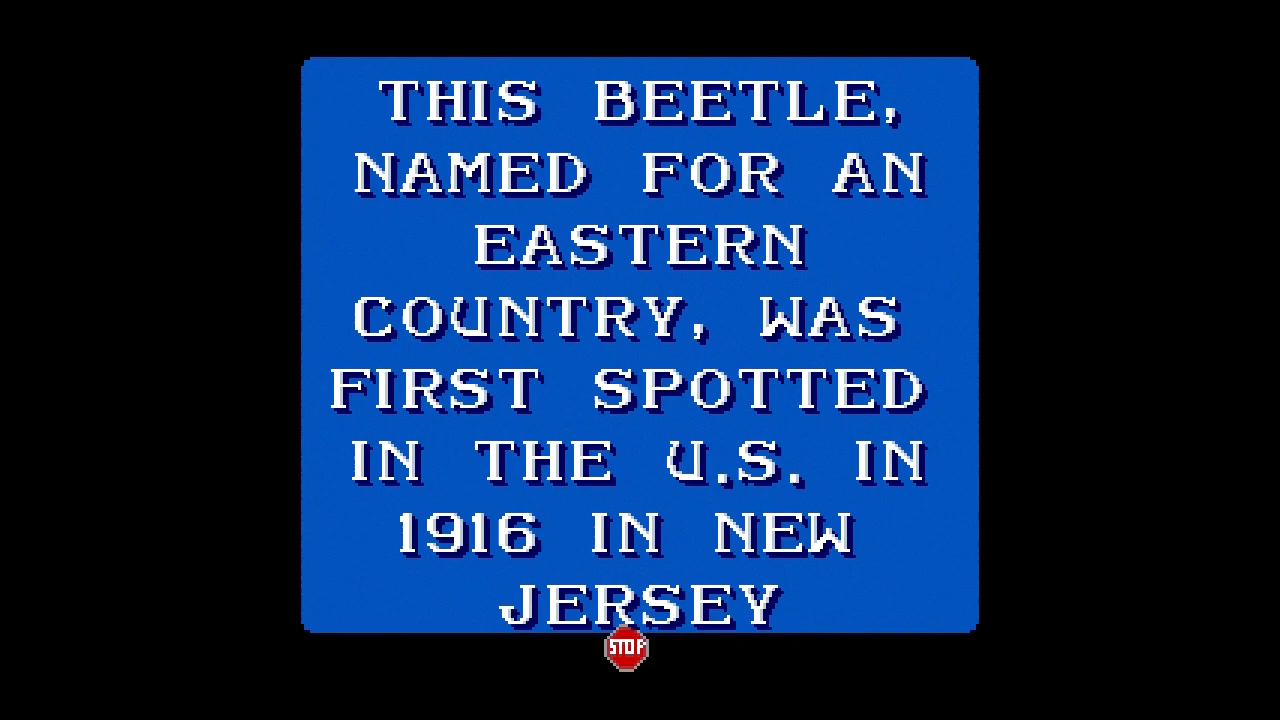 THIS BEETLE,
NAMED FOR AN
EASTERN
COUNTRY, WAS
FIRST SPOTTED
IN THE U.S. IN
1916 IN NEW
JERSEY
STOP